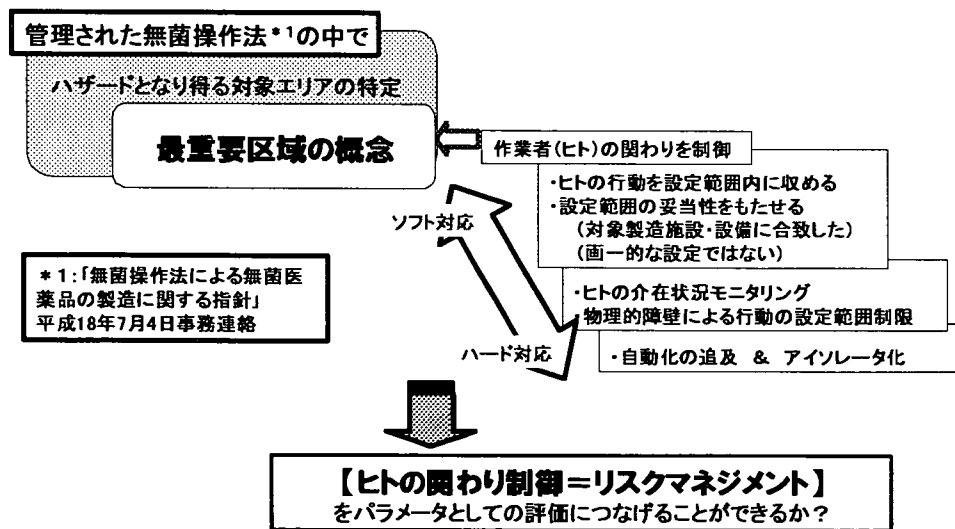 管理された無菌操作法*1の中で
ハザードとなり得る対象エリアの特定
最重要区域の概念
作業者(ヒト)の関わりを制御
・ヒトの行動を設定範囲内に収める
・設定範囲の妥当性をもたせる
(対象製造施設・設備に合致した)
(画一的な設定ではない)
ソフト対応
*1:「無菌操作法による無菌医
薬品の製造に関する指針」
平成18年7月4日事務連絡
・ヒトの介在状況モニタリング
・物理的障壁による行動の設定範囲制限
ハード対応
・自動化の追及 & アイソレータ化
【ヒトの関わり制御=リスクマネジメント】
をパラメータとしての評価につなげることができるか?